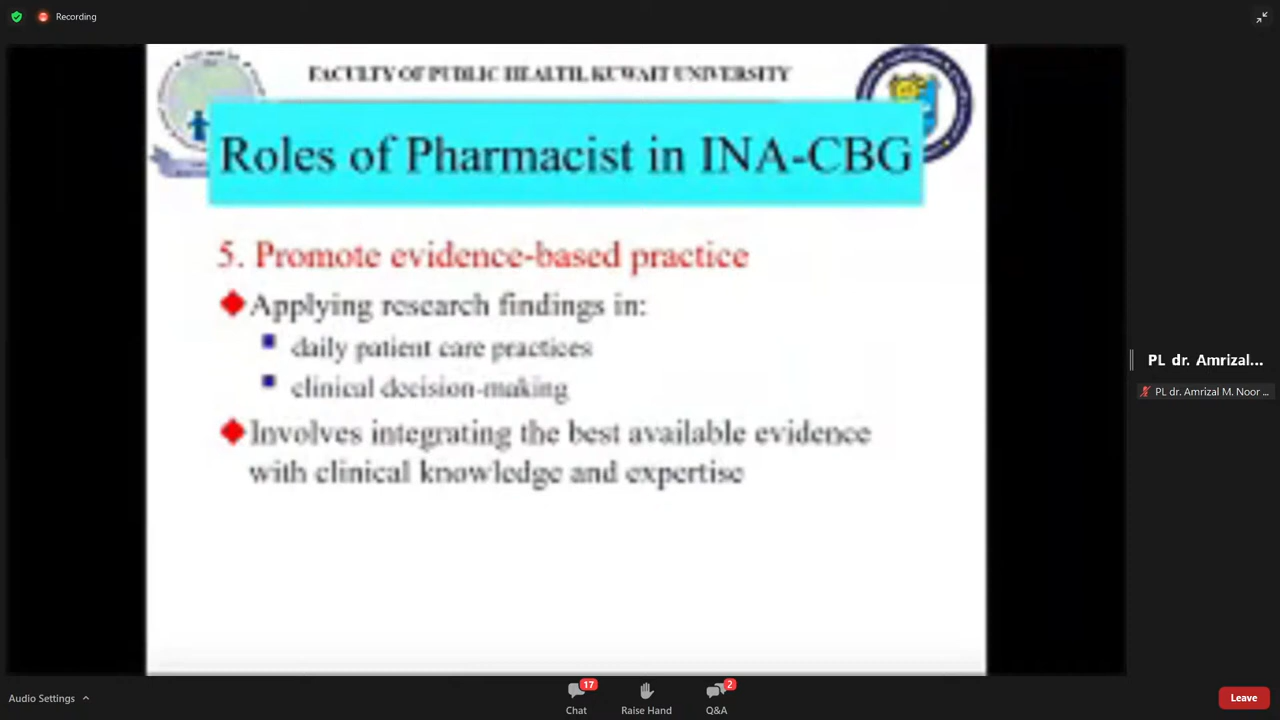 Recording
FACULTY OF PUBLIC HEALTH, KUWAIT UNIVERSITY
Roles of Pharmacist in INA-CBG
5. Promote evidence-based practice
Applying research findings in:
daily patient care practices
clinical decision-making
Involves integrating the best available evidence
with clinical knowledge and expertise
PL dr. Amrizal...
PL dr. Amrizal M. Noor ...
Audio Settings
17
Chat
Raise Hand
2
Q&A
Leave